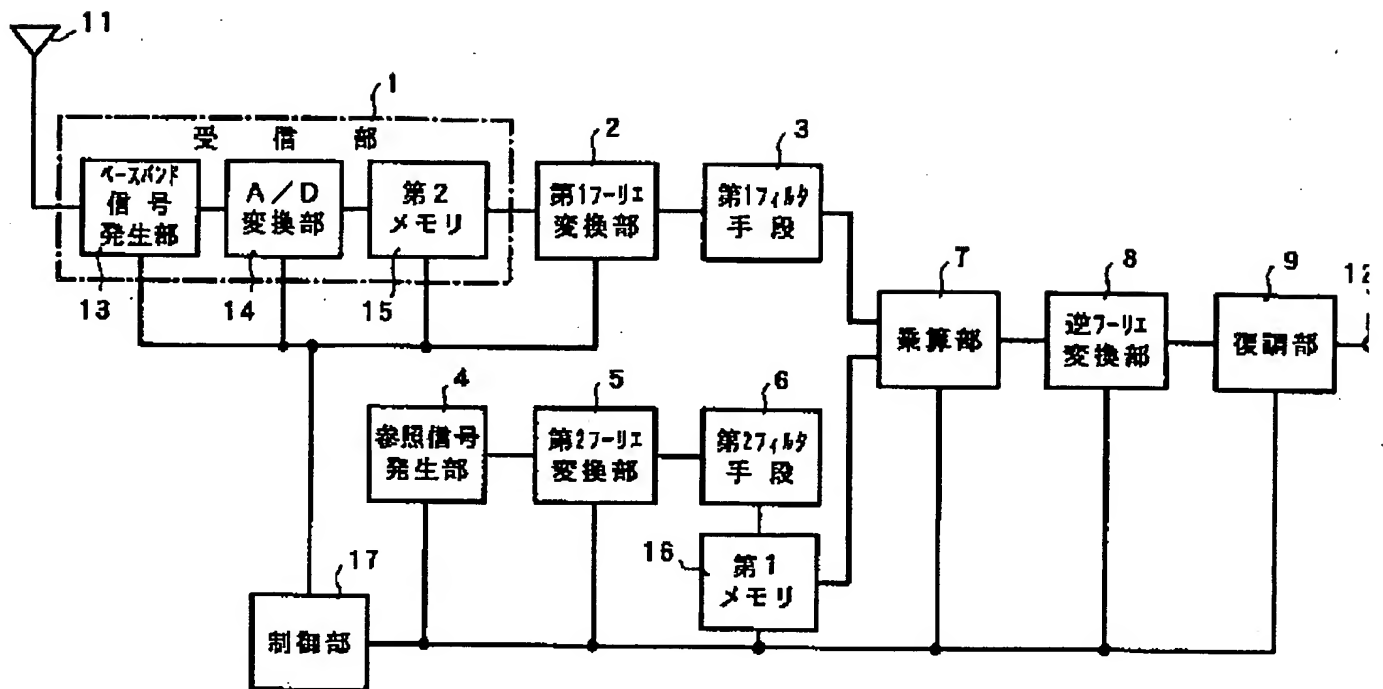 11
1
受信部
2
3
ベースバンド
信号
発生部
A/D
変換部
第2
メモリ
第1フーリエ
変換部
第1フィルタ
手段
13
14
15
7
8
9
12
乗算部
逆フーリエ
変換部
復調部
4
5
6
参照信号
発生部
第2フーリエ
変換部
第2フィルタ
手段
17
16
第1
メモリ
制御部